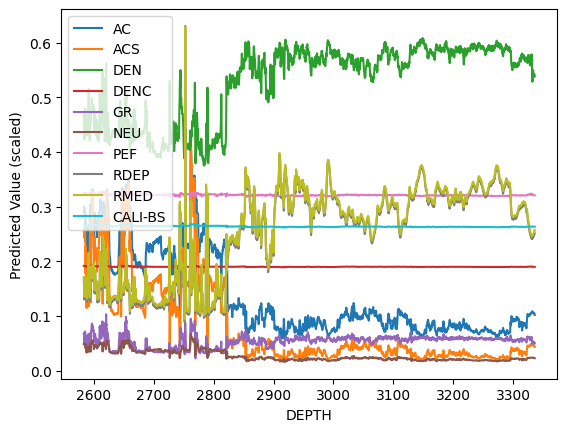 0.6
0.5
0.4
0.3
0.2
0.1
0.0
Predicted Value (scaled)
AC
ACS
DEN
DENC
GR
NEU
PEF
RDEP
RMED
CALI-BS
2600 2700 2800 2900 3000 3100 3200 3300
DEPTH